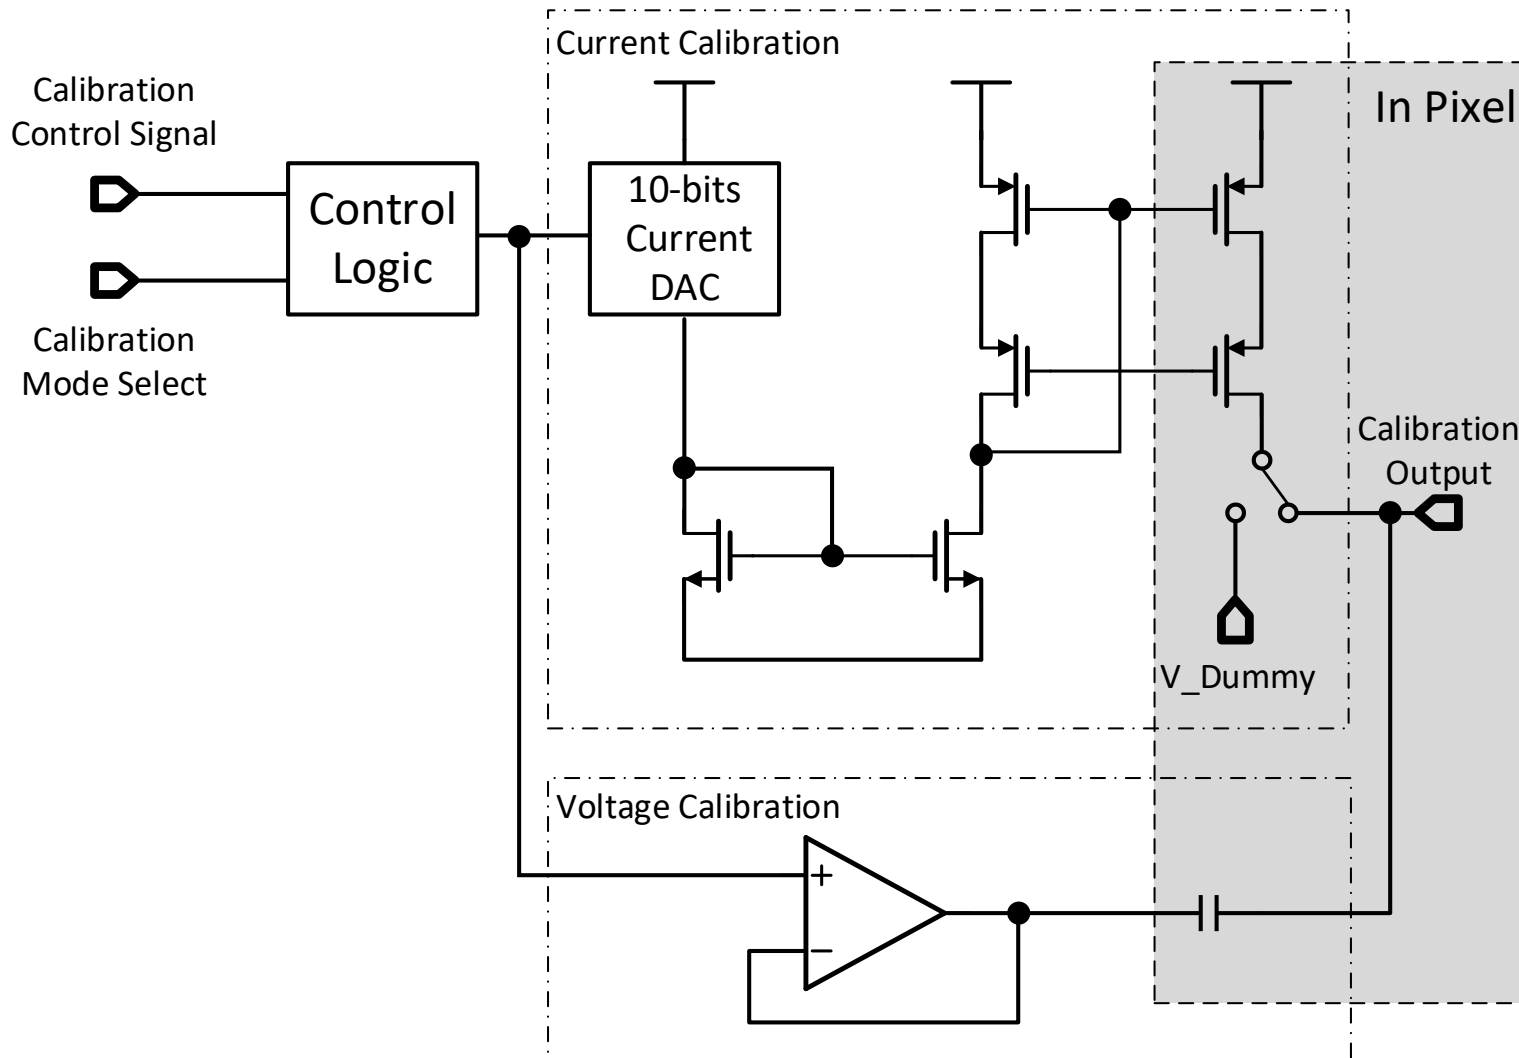 Current Calibration
In Pixel
Calibration
Control Signal
Control
Logic
10-bits
Current
DAC
Calibration
Mode Select
Calibration
Output
V_Dummy
Voltage Calibration
+
−